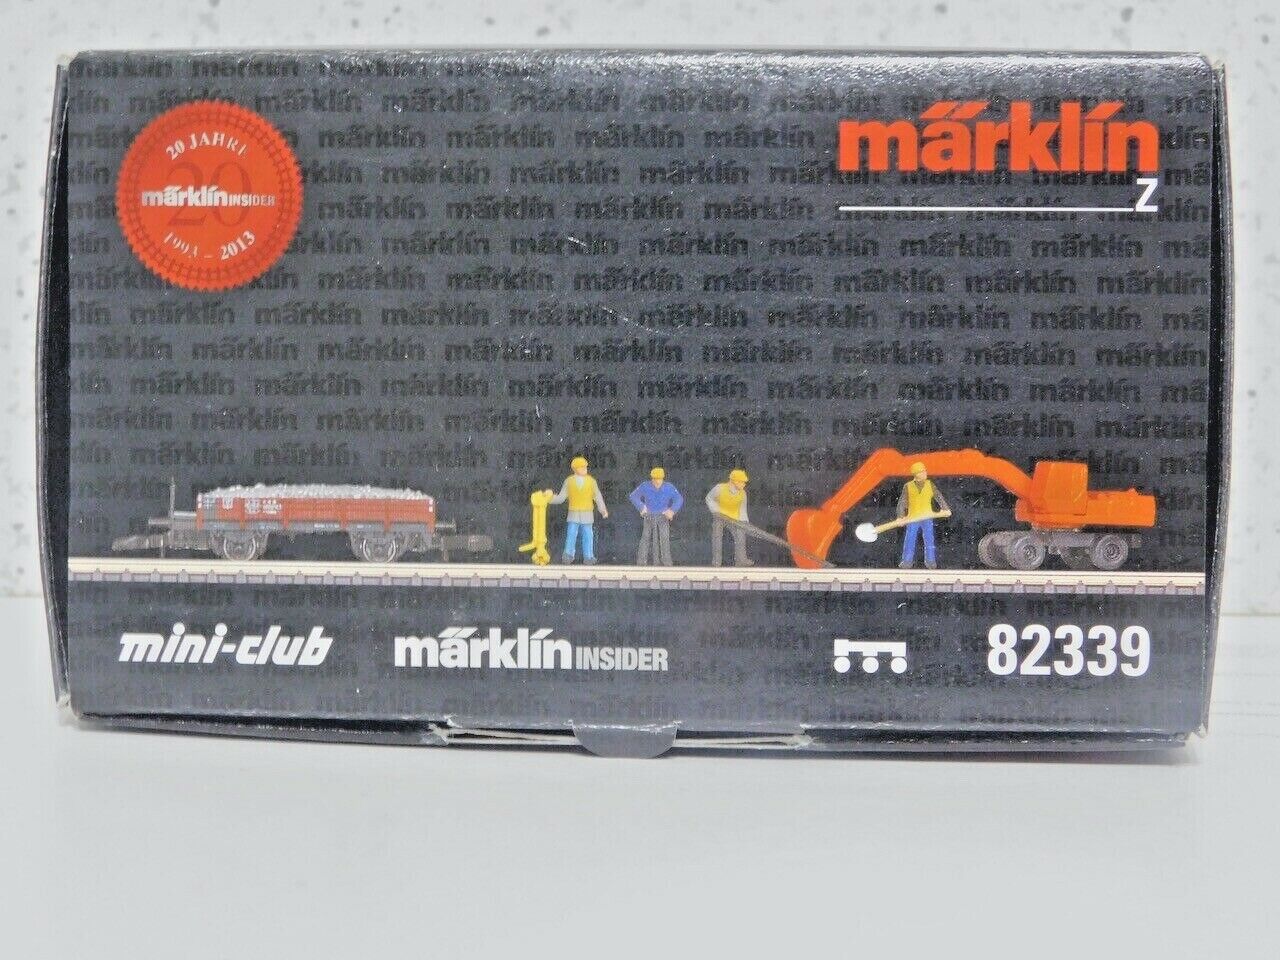 20 JAHRE
20
märklin INSIDER
1993 - 2013
märklin
Z
mini-club
märklin INSIDER
82339